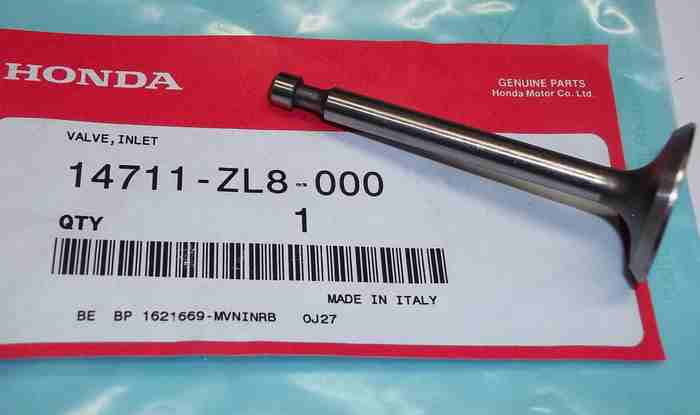 HONDA
GENUINE PARTS
Honda Motor Co. Ltd.
VALVE, INLET
14711-ZL8-000
QTY 1
MADE IN ITALY
BE BP 1621669-MVNINRB 0J27